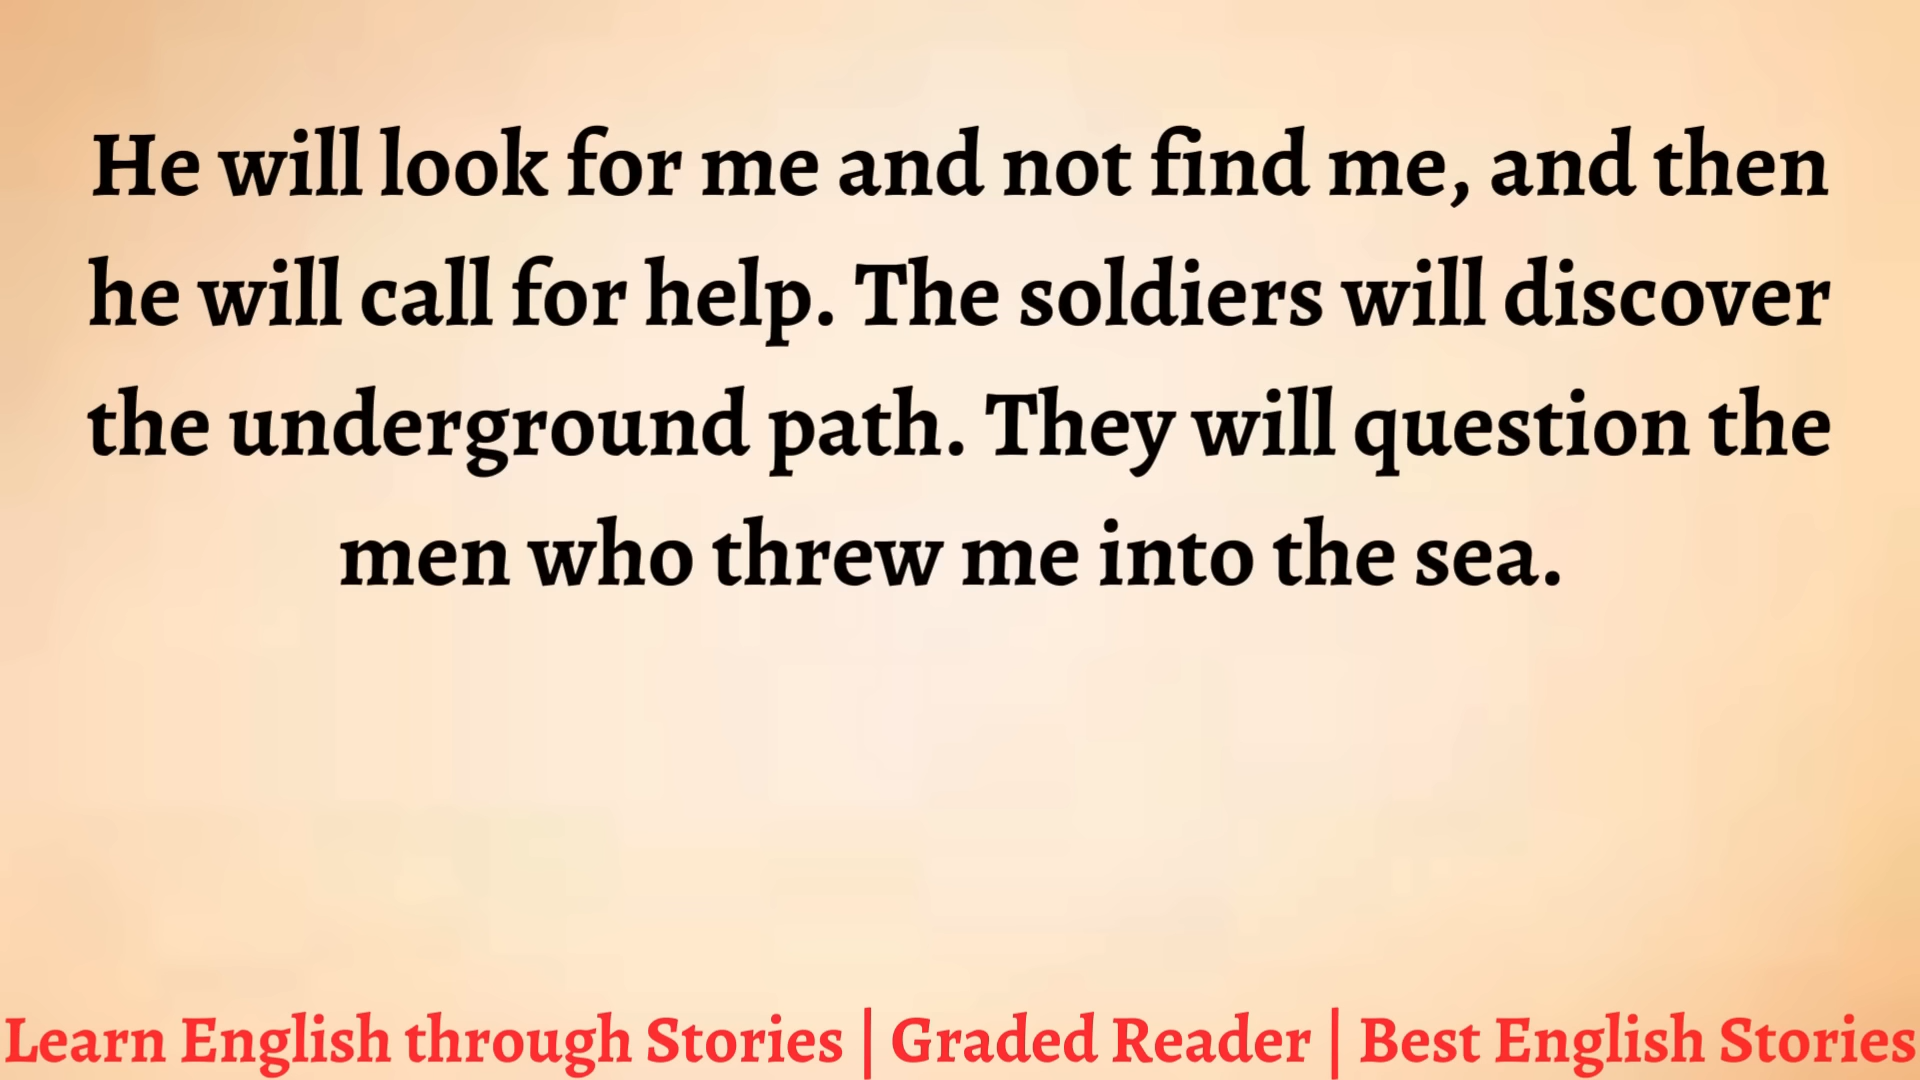 He will look for me and not find me, and then
he will call for help. The soldiers will discover
the underground path. They will question the
men who threw me into the sea.
Learn English through Stories | Graded Reader | Best English Stories